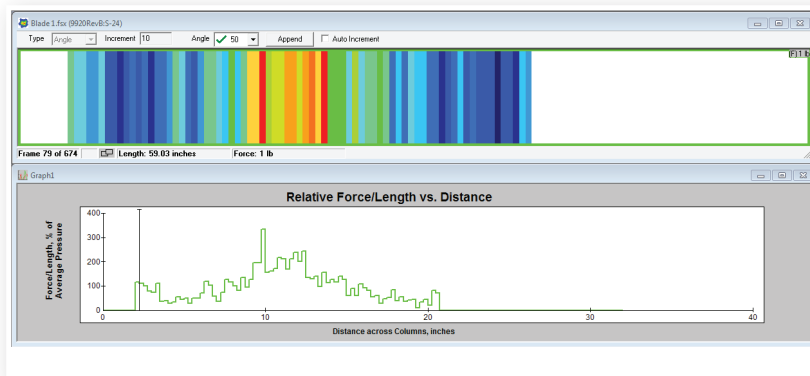 Blade 1.fsx (9920RevB:S-24)
Type Angle Increment 10 Angle 50 Append Auto Increment
(F) 1 lb
Frame 79 of 674 Length: 59.03 inches Force: 1 lb
Graph1
Relative Force/Length vs. Distance
Force/Length, % of
Average Pressure
400
300
200
100
0
0 10 20 30 40
Distance across Columns, inches